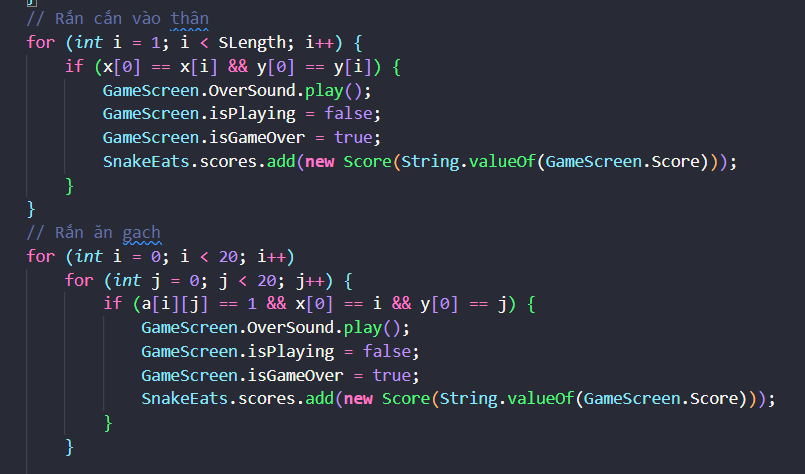 }
// Rắn cắn vào thân
for (int i = 1; i < SLength; i++) {
if (x[0] == x[i] && y[0] == y[i]) {
GameScreen.OverSound.play();
GameScreen.isPlaying = false;
GameScreen.isGameOver = true;
SnakeEats.scores.add(new Score(String.valueOf(GameScreen.Score)));
}
}
// Rắn ăn gạch
for (int i = 0; i < 20; i++)
for (int j = 0; j < 20; j++) {
if (a[i][j] == 1 && x[0] == i && y[0] == j) {
GameScreen.OverSound.play();
GameScreen.isPlaying = false;
GameScreen.isGameOver = true;
SnakeEats.scores.add(new Score(String.valueOf(GameScreen.Score)));
}
}